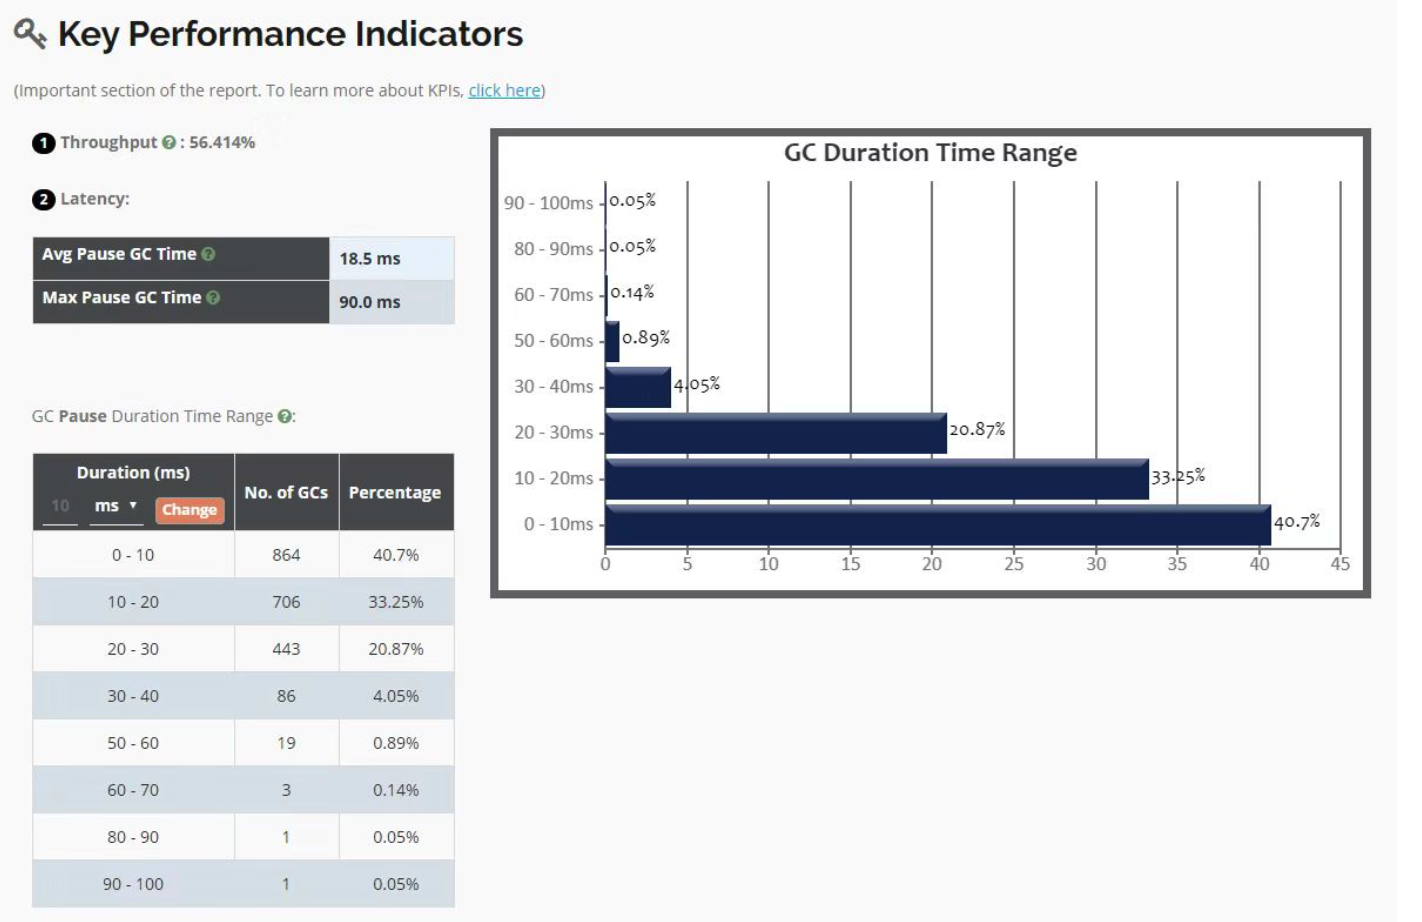 Key Performance Indicators
(Important section of the report. To learn more about KPIs, click here)
1 Throughput ? : 56.414%
2 Latency:
Avg Pause GC Time ? 18.5 ms
Max Pause GC Time ? 90.0 ms
GC Pause Duration Time Range ?:
Duration (ms) No. of GCs Percentage
10 ms ▼ Change
0 - 10 864 40.7%
10 - 20 706 33.25%
20 - 30 443 20.87%
30 - 40 86 4.05%
50 - 60 19 0.89%
60 - 70 3 0.14%
80 - 90 1 0.05%
90 - 100 1 0.05%
GC Duration Time Range
90 - 100ms 0.05%
80 - 90ms 0.05%
60 - 70ms 0.14%
50 - 60ms 0.89%
30 - 40ms 4.05%
20 - 30ms 20.87%
10 - 20ms 33.25%
0 - 10ms 40.7%
0 5 10 15 20 25 30 35 40 45